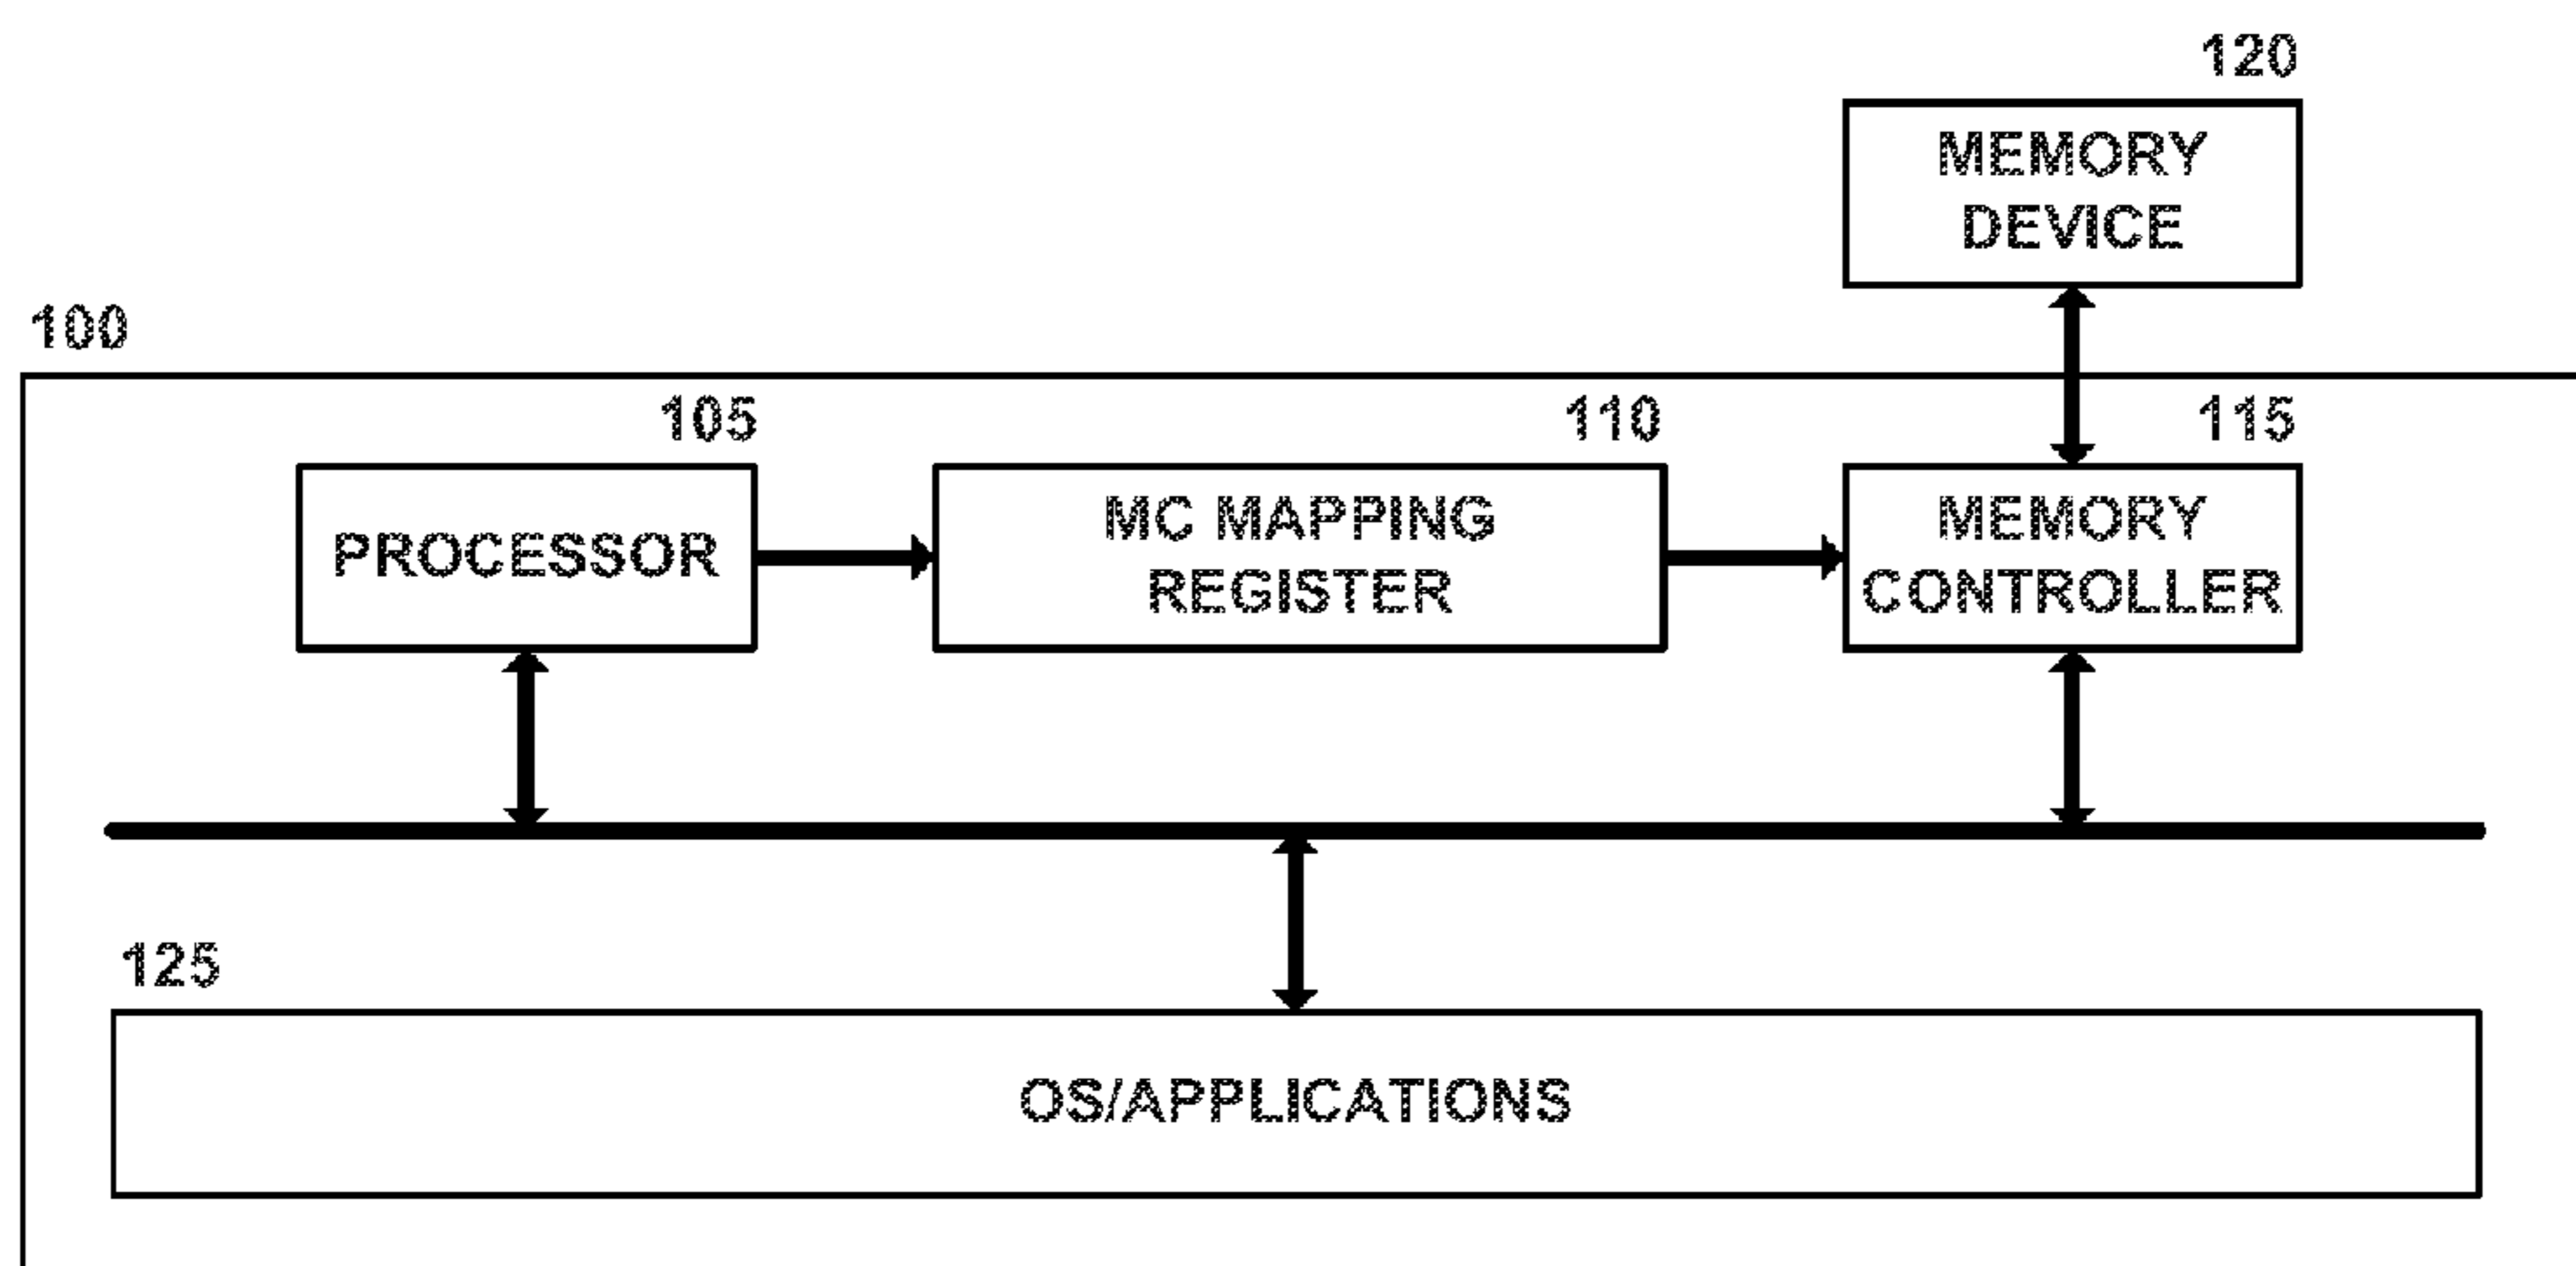 120
MEMORY
DEVICE
100
105
110
115
PROCESSOR
MC MAPPING
REGISTER
MEMORY
CONTROLLER
125
OS/APPLICATIONS